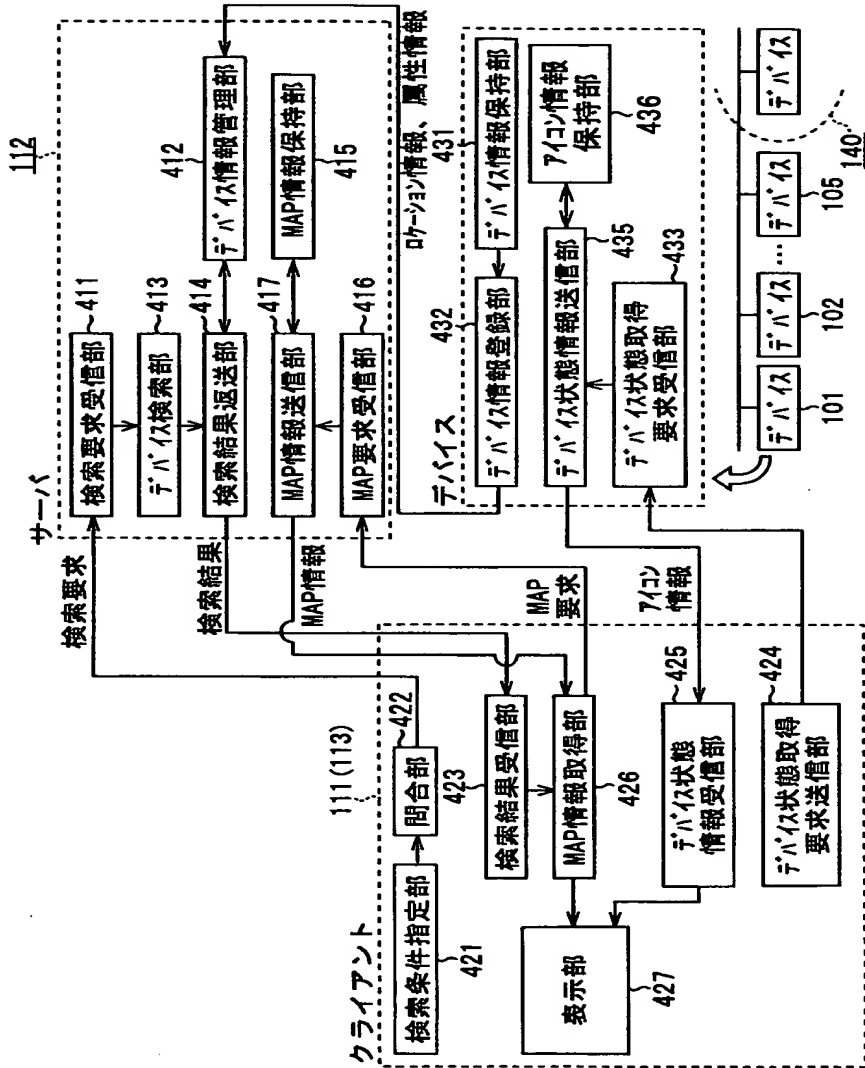 クライアント
111(113)
検索条件指定部
421
問合部
422
検索結果受信部
423
MAP情報取得部
426
表示部
427
デバイス状態
情報受信部
425
デバイス状態取得
要求送信部
424
検索要求
検索結果
MAP情報
MAP
要求
アイコン
情報
サーバ
112
検索要求受信部
411
デバイス検索部
413
検索結果返送部
414
デバイス情報管理部
412
MAP情報送信部
417
MAP情報保持部
415
MAP要求受信部
416
ロケーション情報、属性情報
デバイス
デバイス情報登録部
432
デバイス情報保持部
431
デバイス状態情報送信部
435
アイコン情報
保持部
436
デバイス状態取得
要求受信部
433
デバイス
101
デバイス
102
…
デバイス
105
デバイス
140